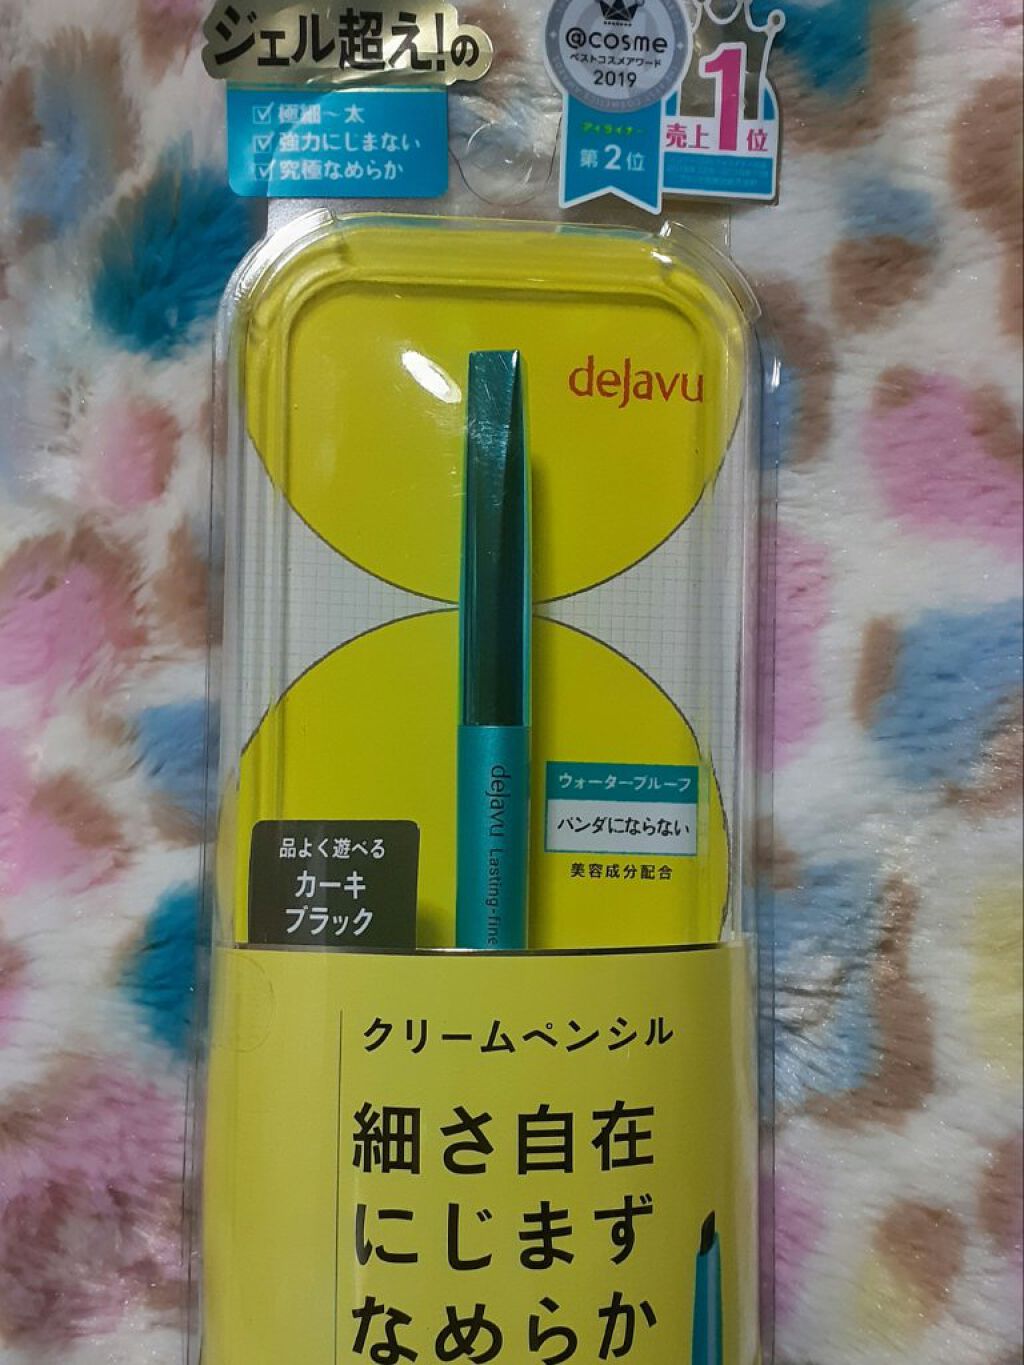 ジェル超え!の
極細～太
強力ににじまない
究極なめらか
@cosme
ベストコスメアワード
2019
アイライナー
第2位
売上1位
dejavu
dejavu Lasting-fine
ウォータープルーフ
パンダにならない
美容成分配合
品よく遊べる
カーキ
ブラック
クリームペンシル
細さ自在
にじまず
なめらか